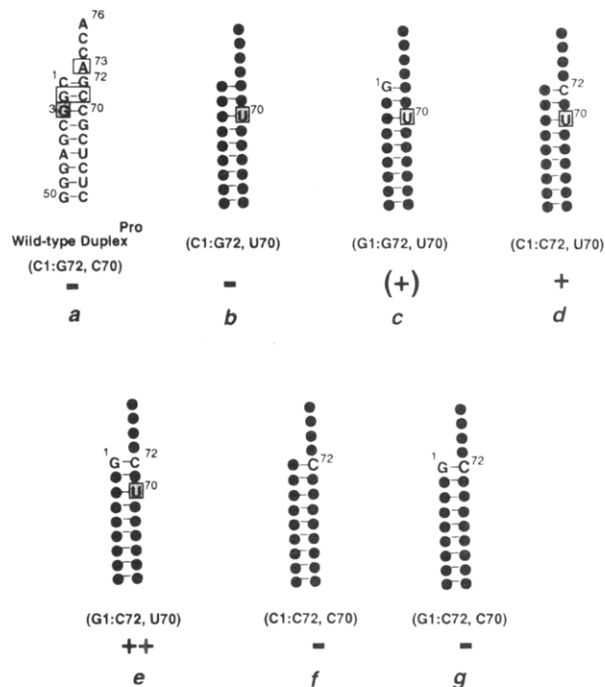 76
A
C
C
A 73
1 C-G 72
G-C
3 G-C 70
C-G
G-C
A-U
G-C
G-U
50 G-C
Wild-type Duplex Pro
(C1:G72, C70)
-
a
U 70
(C1:G72, U70)
-
b
1 G-
U 70
(G1:G72, U70)
(+)
c
C 72
U 70
(C1:C72, U70)
+
d
1 G-C 72
U 70
(G1:C72, U70)
++
e
C 72
(C1:C72, C70)
-
f
1 G-C 72
(G1:C72, C70)
-
g